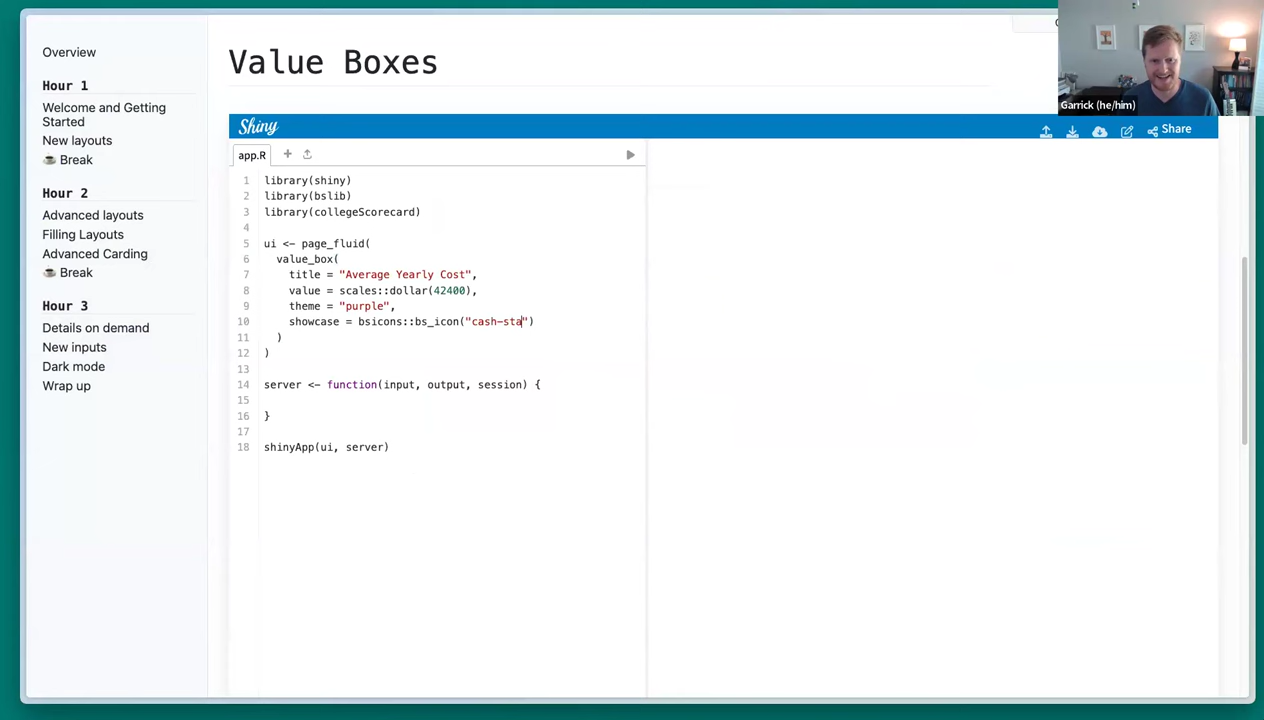 Overview
Hour 1
Welcome and Getting
Started
New layouts
☕ Break
Hour 2
Advanced layouts
Filling Layouts
Advanced Carding
☕ Break
Hour 3
Details on demand
New inputs
Dark mode
Wrap up
Value Boxes
Garrick (he/him)
Shiny
Share
app.R
1 library(shiny)
2 library(bslib)
3 library(collegeScorecard)
4
5 ui <- page_fluid(
6 value_box(
7 title = "Average Yearly Cost",
8 value = scales::dollar(42400),
9 theme = "purple",
10 showcase = bsicons::bs_icon("cash-sta")
11 )
12 )
13
14 server <- function(input, output, session) {
15
16 }
17
18 shinyApp(ui, server)